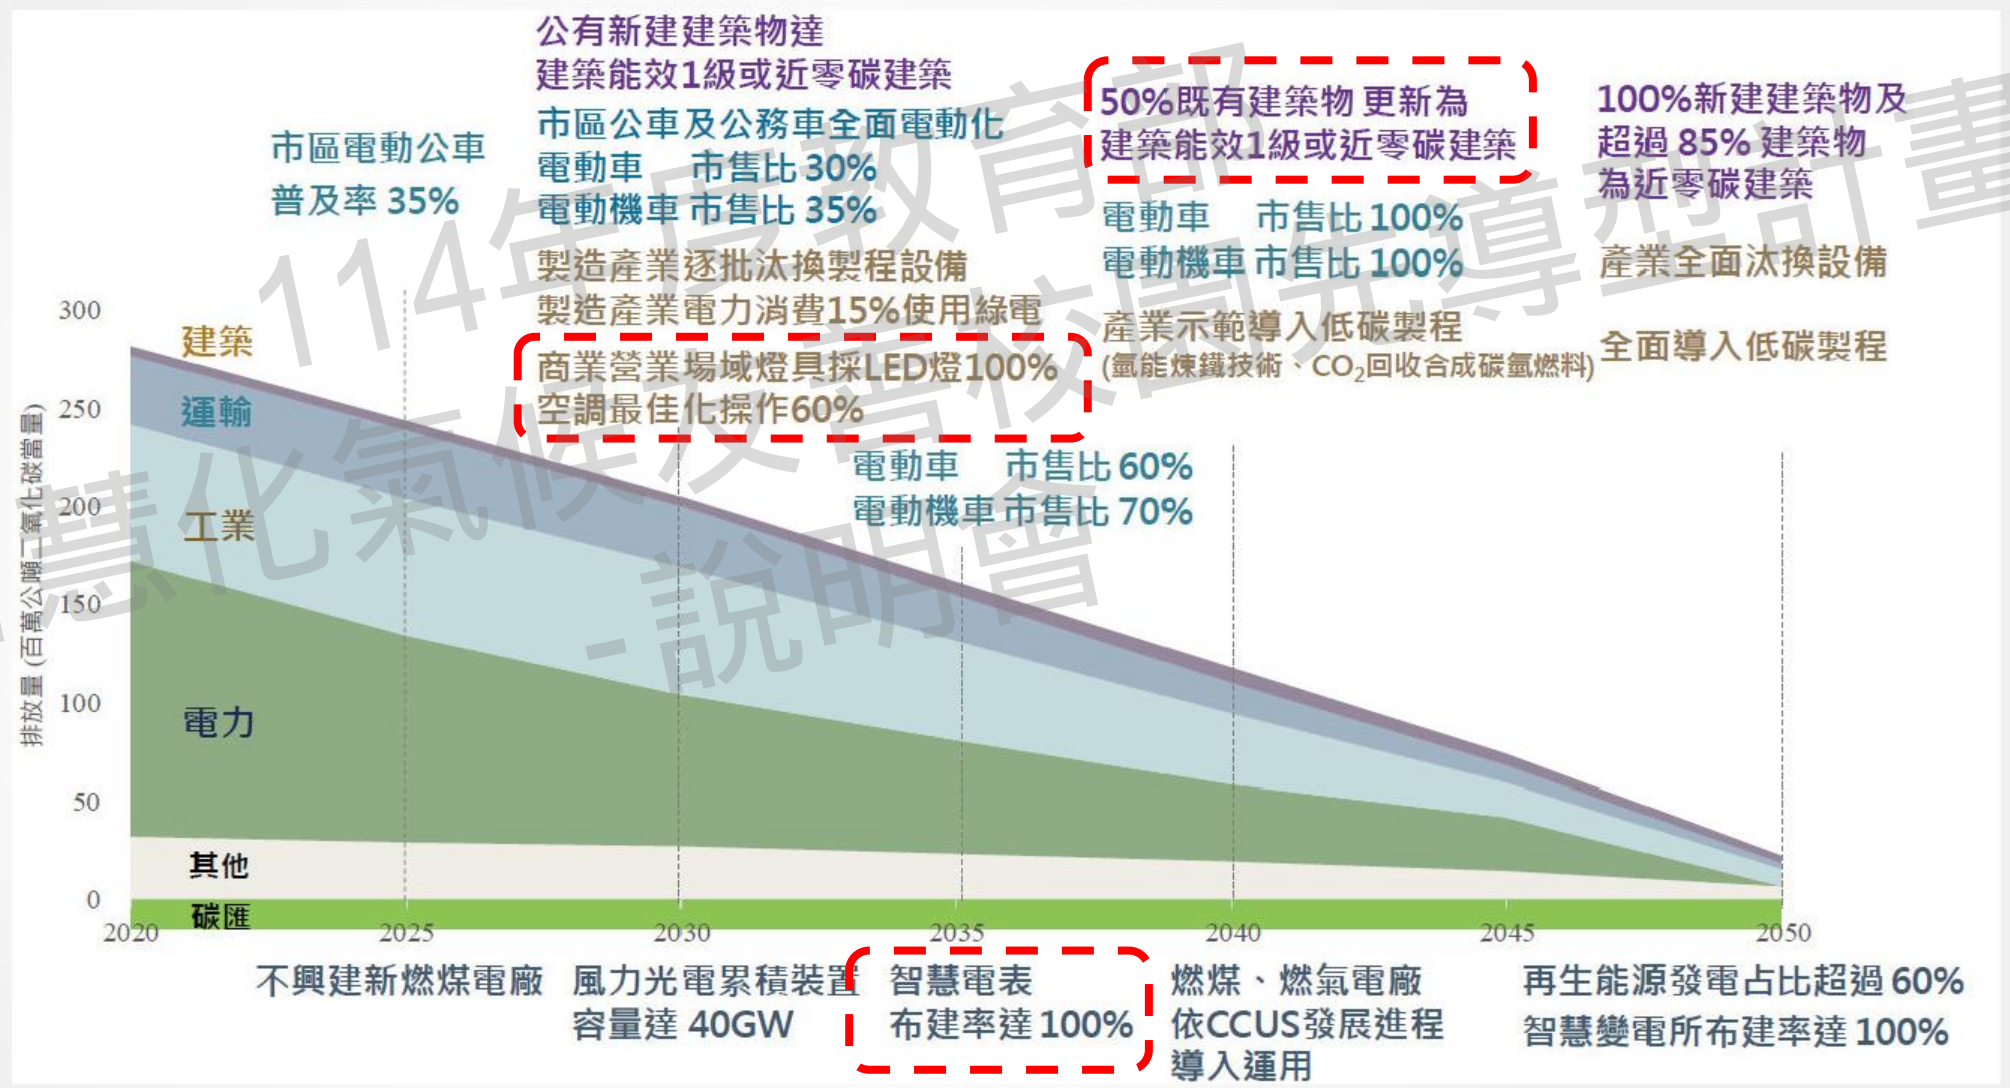 公有新建建築物達
建築能效1級或近零碳建築
市區電動公車
普及率 35%
市區公車及公務車全面電動化
電動車 市售比 30%
電動機車 市售比 35%
製造產業逐批汰換製程設備
製造產業電力消費15%使用綠電
商業營業場域燈具採LED燈100%
空調最佳化操作60%
50%既有建築物 更新為
建築能效1級或近零碳建築
電動車 市售比 100%
電動機車 市售比 100%
產業示範導入低碳製程
(氫能煉鐵技術、CO₂回收合成碳氫燃料)
100%新建建築物及
超過 85% 建築物
為近零碳建築
產業全面汰換設備
全面導入低碳製程
電動車 市售比 60%
電動機車 市售比 70%
排放量 (百萬公噸二氧化碳當量)
300
250
200
150
100
50
0
建築
運輸
工業
電力
其他
碳匯
2020 2025 2030 2035 2040 2045 2050
不興建新燃煤電廠
風力光電累積裝置
容量達 40GW
智慧電表
布建率達 100%
燃煤、燃氣電廠
依CCUS發展進程
導入運用
再生能源發電占比超過 60%
智慧變電所布建率達 100%
114年度教育部
慧化氣候友善校園先導型計畫
-說明會